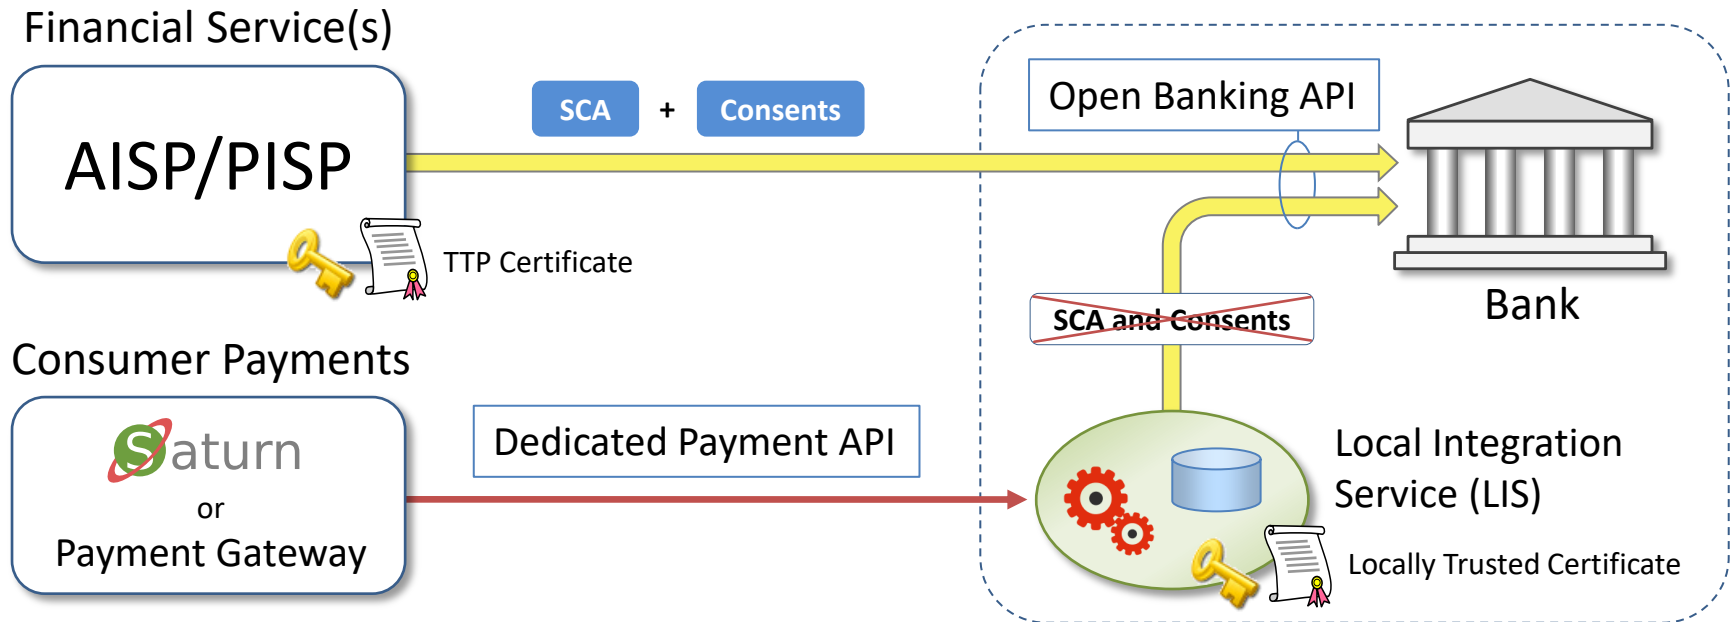 Financial Service(s)
AISP/PISP
TTP Certificate
SCA + Consents
Open Banking API
Bank
SCA and Consents
Consumer Payments
Saturn
or
Payment Gateway
Dedicated Payment API
Local Integration
Service (LIS)
Locally Trusted Certificate